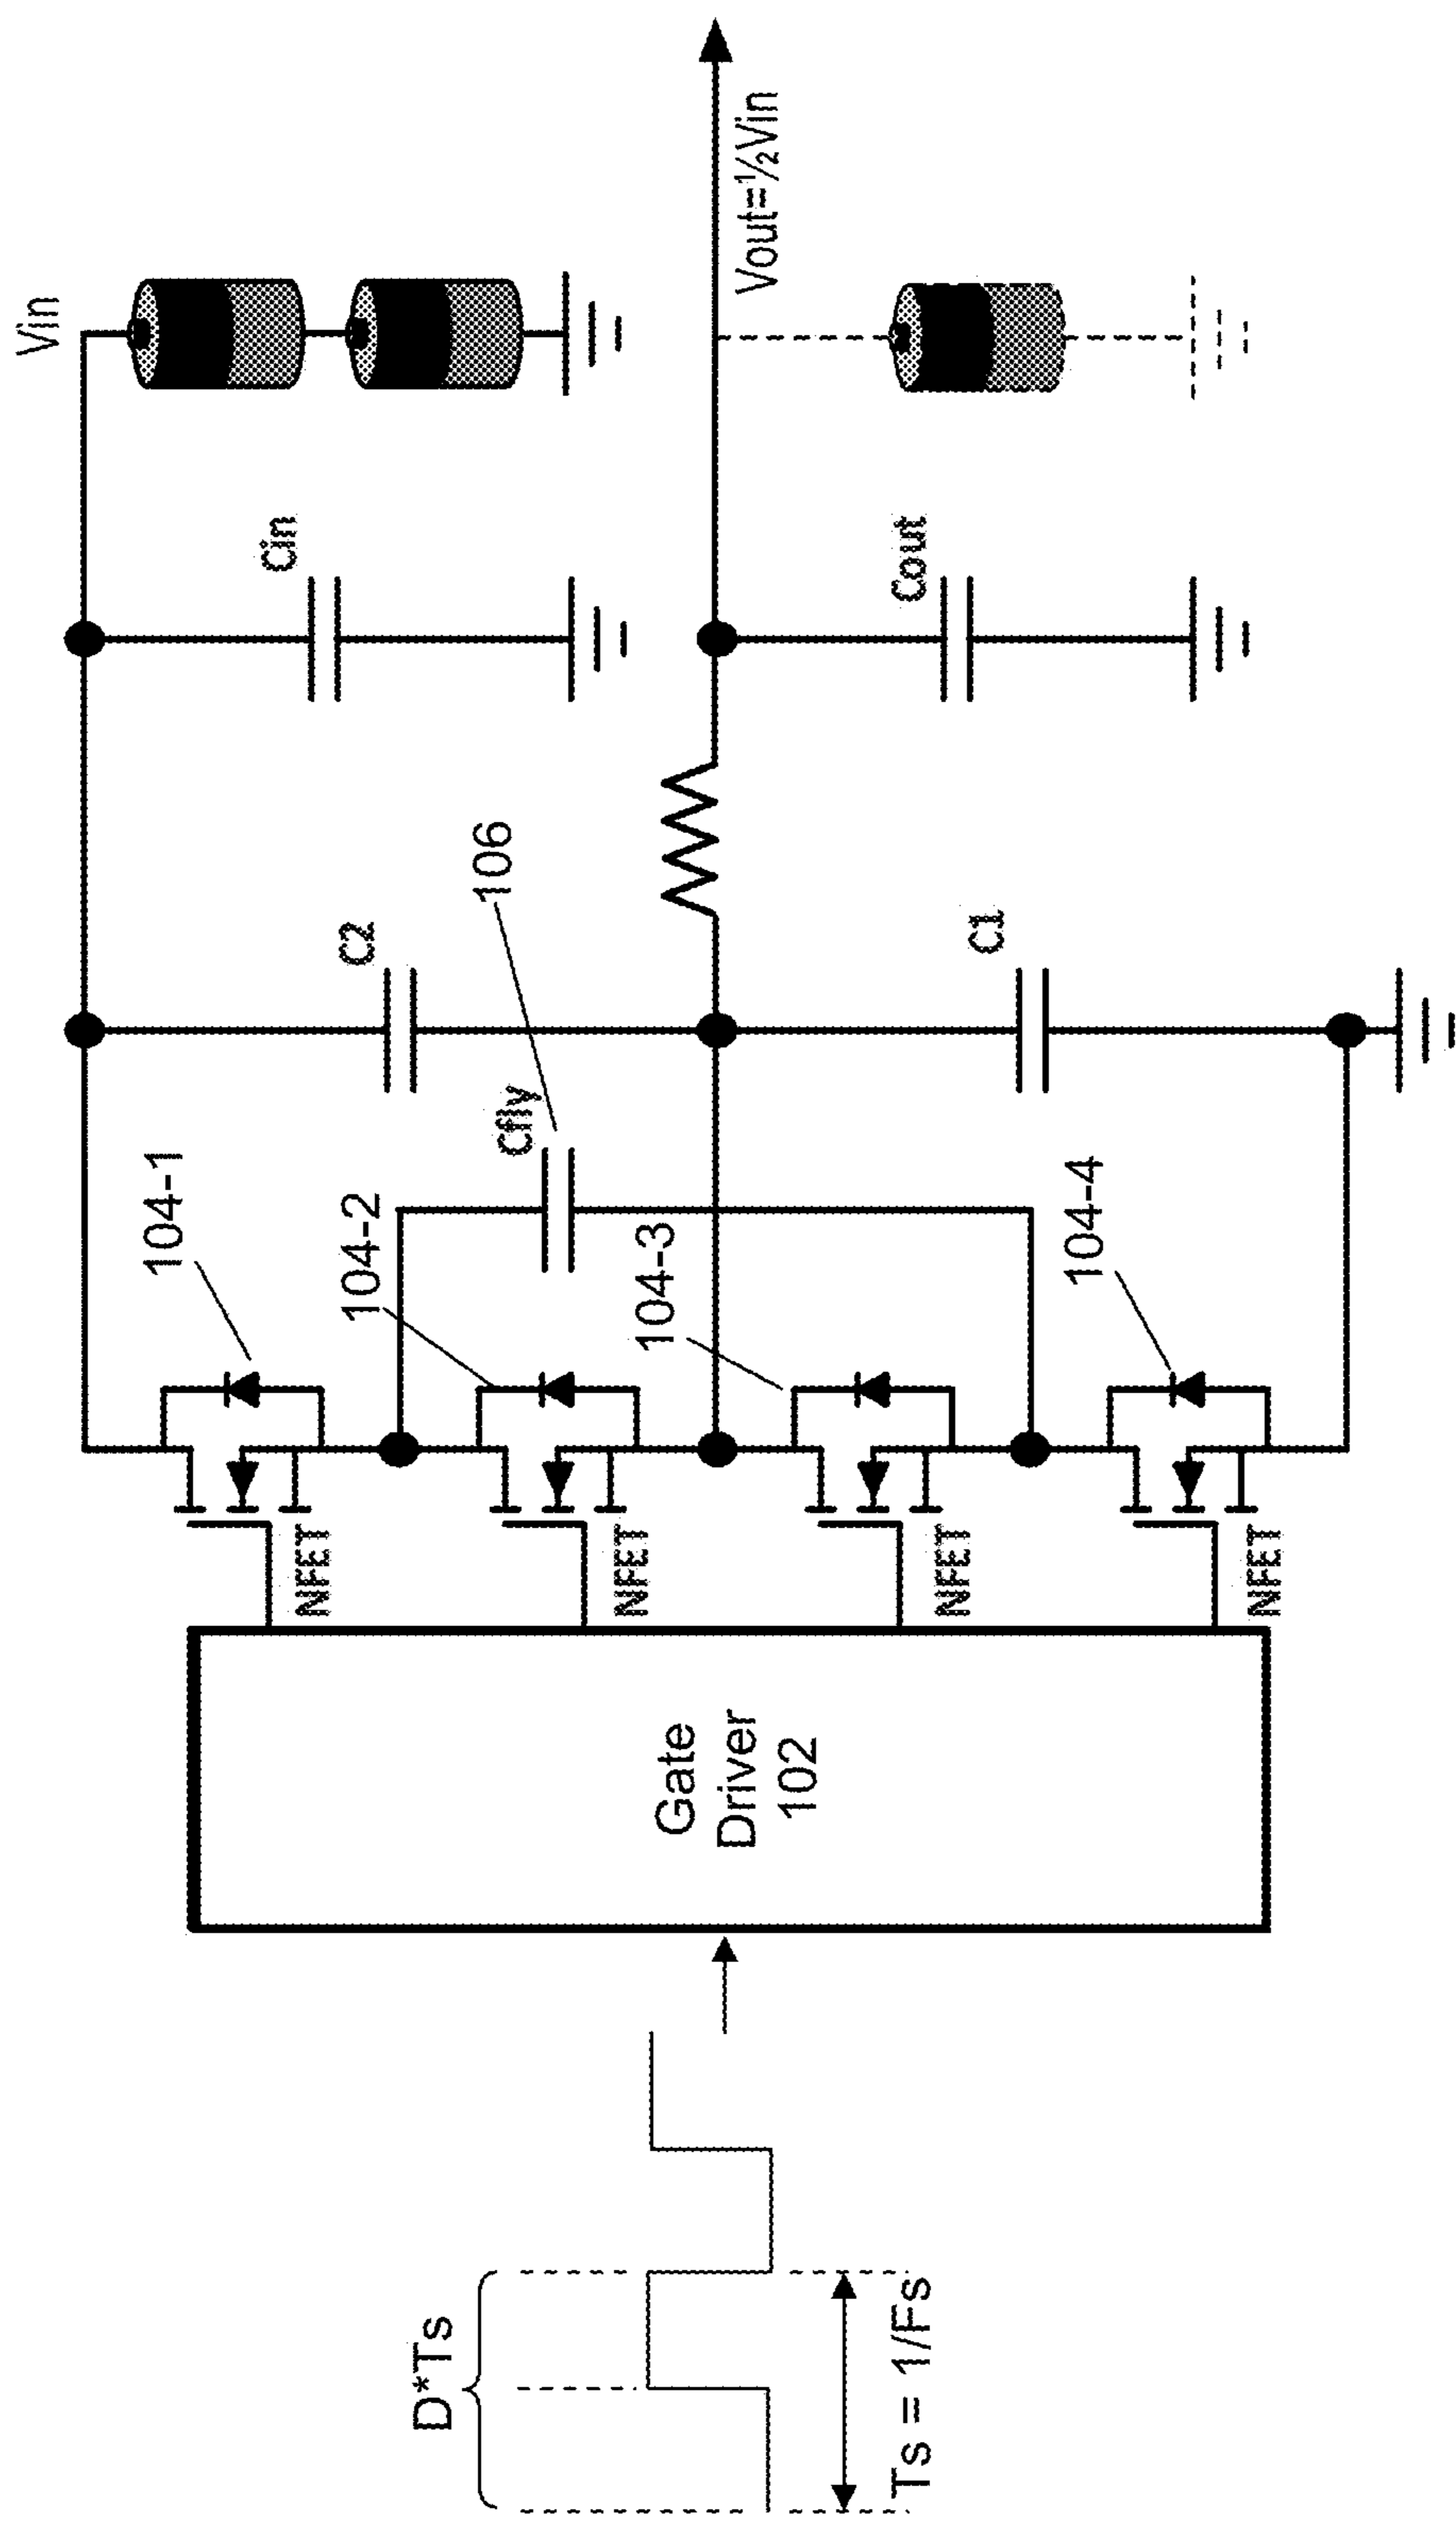 D*Ts
Ts = 1/Fs
Gate
Driver
102
NFET
NFET
NFET
NFET
104-1
104-2
104-3
104-4
Cfly
106
C2
C1
Cin
Cout
Vin
Vout=½Vin